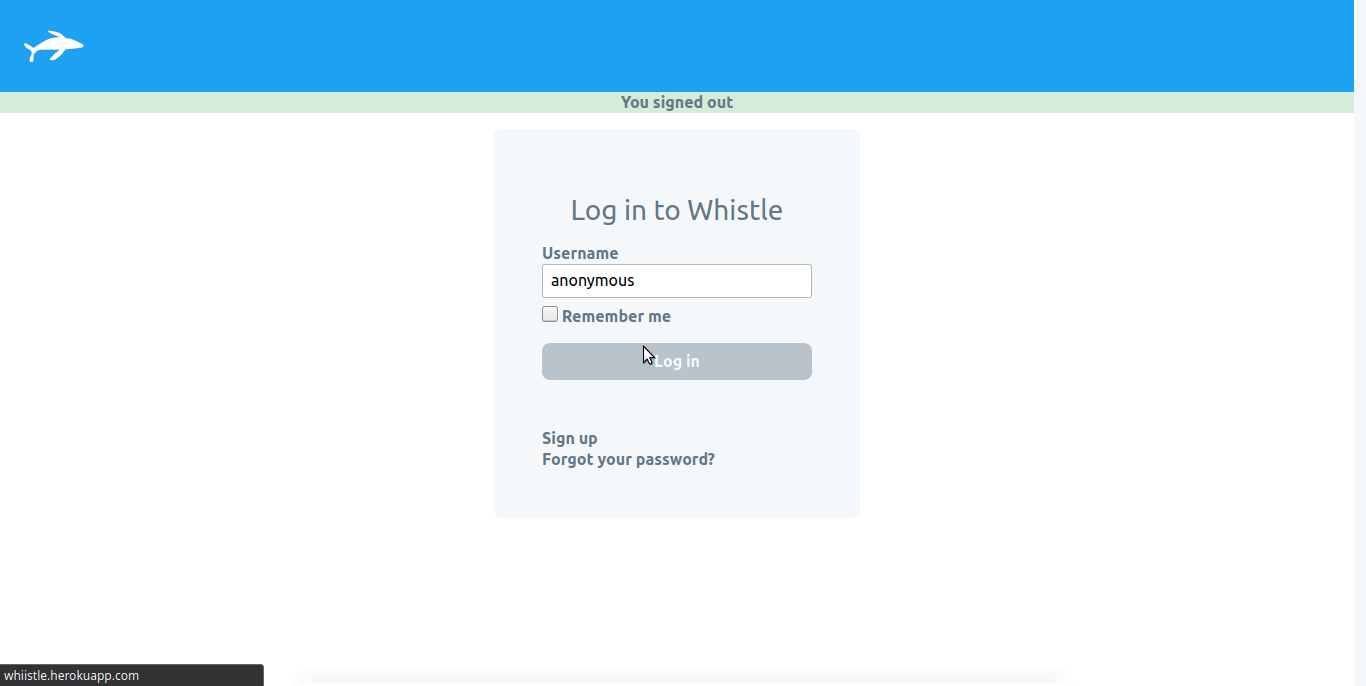 You signed out
Log in to Whistle
Username
anonymous
Remember me
Log in
Sign up
Forgot your password?
whiistle.herokuapp.com